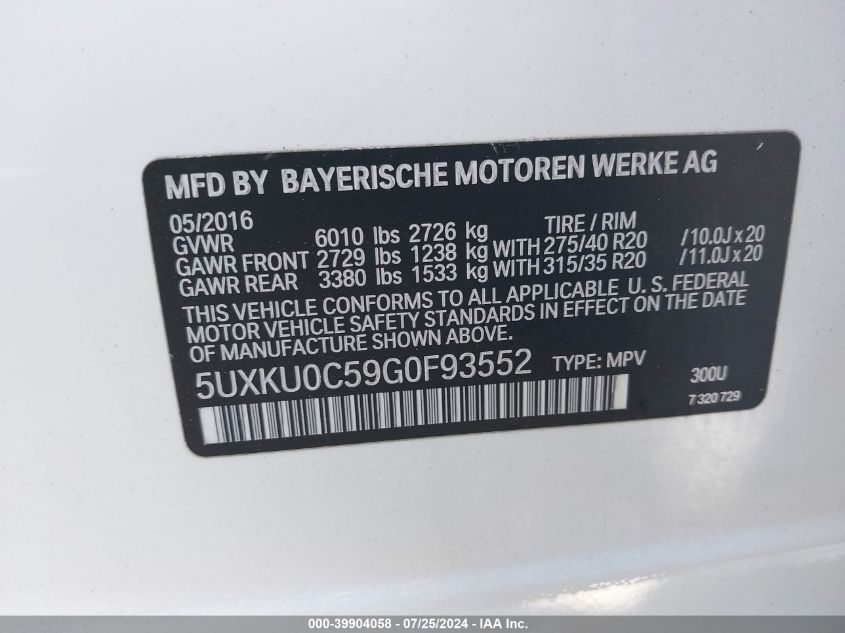 MFD BY BAYERISCHE MOTOREN WERKE AG
05/2016 TIRE / RIM
GVWR 6010 lbs 2726 kg
GAWR FRONT 2729 lbs 1238 kg WITH 275/40 R20 /10.0J x 20
GAWR REAR 3380 lbs 1533 kg WITH 315/35 R20 /11.0J x 20
THIS VEHICLE CONFORMS TO ALL APPLICABLE U. S. FEDERAL
MOTOR VEHICLE SAFETY STANDARDS IN EFFECT ON THE DATE
OF MANUFACTURE SHOWN ABOVE.
5UXKU0C59G0F93552 TYPE: MPV 300U
7 320 729
000-39904058 - 07/25/2024 - IAA Inc.